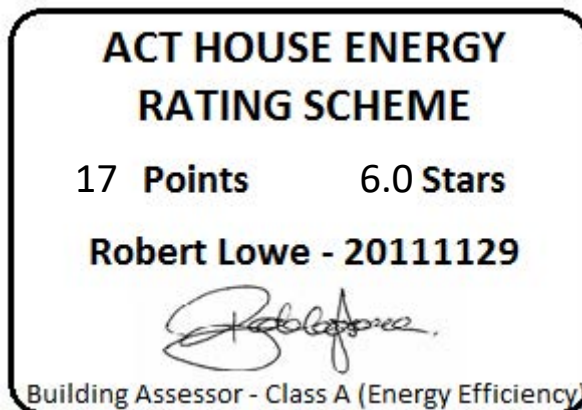 ACT HOUSE ENERGY
RATING SCHEME
17 Points 6.0 Stars
Robert Lowe - 20111129
Building Assessor - Class A (Energy Efficiency)